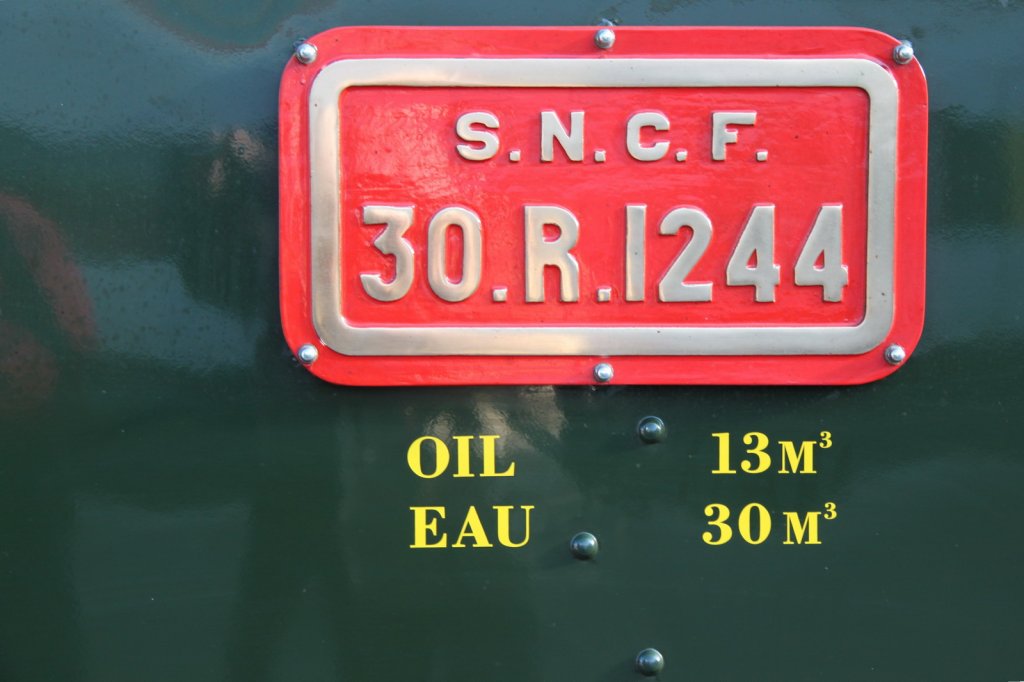 S.N.C.F.
30.R.1244
OIL 13M³
EAU 30M³